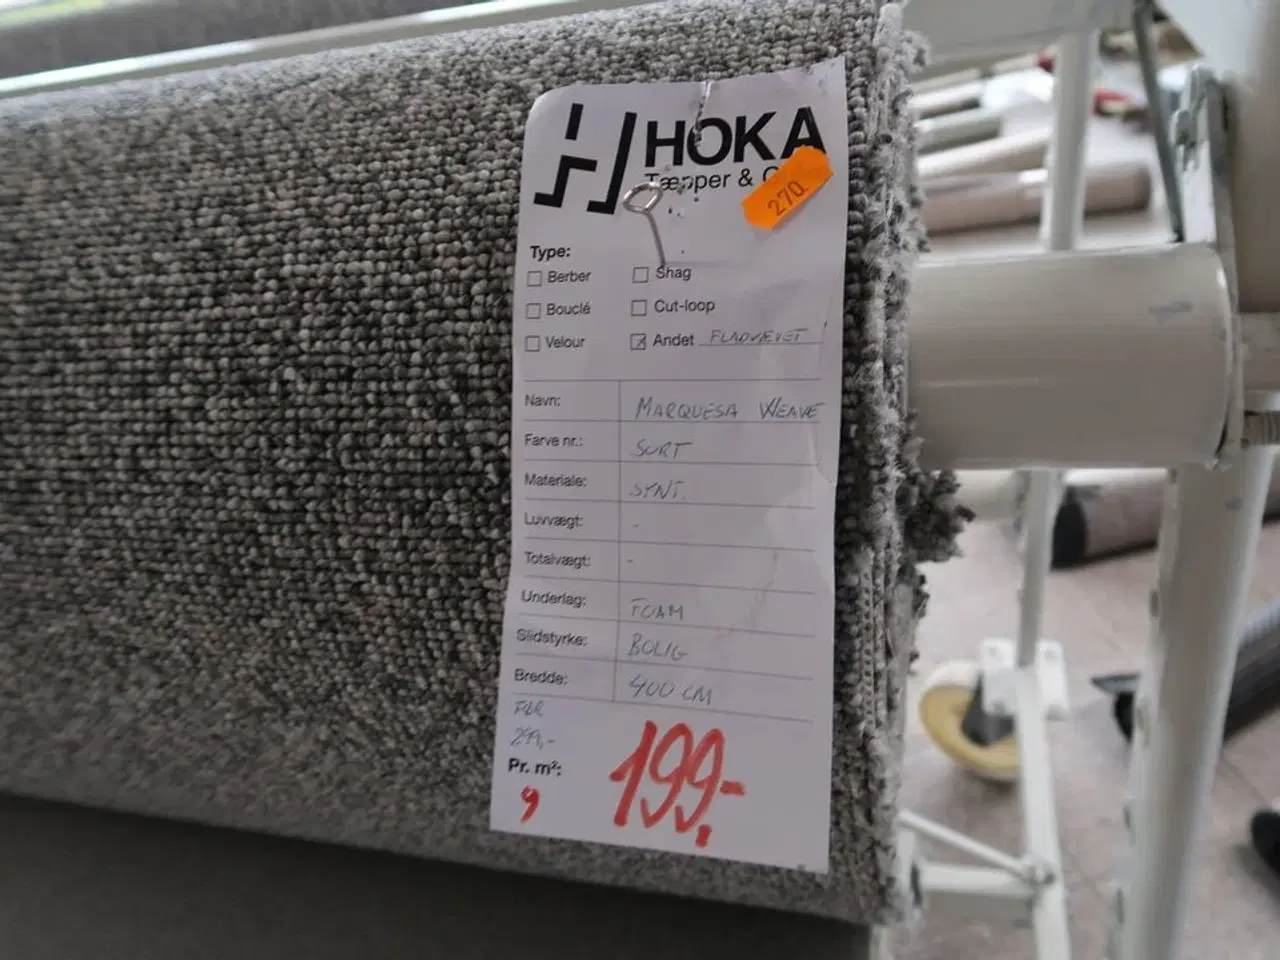 HOKA
Tæpper &
270.
Type:
Berber
Shag
Bouclé
Cut-loop
Velour
Andet FLADVÆVET
Navn: MARQUESA WEAVE
Farve nr.: SORT
Materiale: SYNT.
Luvvægt: -
Totalvægt: -
Underlag: FOAM
Slidstyrke: BOLIG
Bredde: 400 CM
FØR
299,-
Pr. m²: 199,-
9